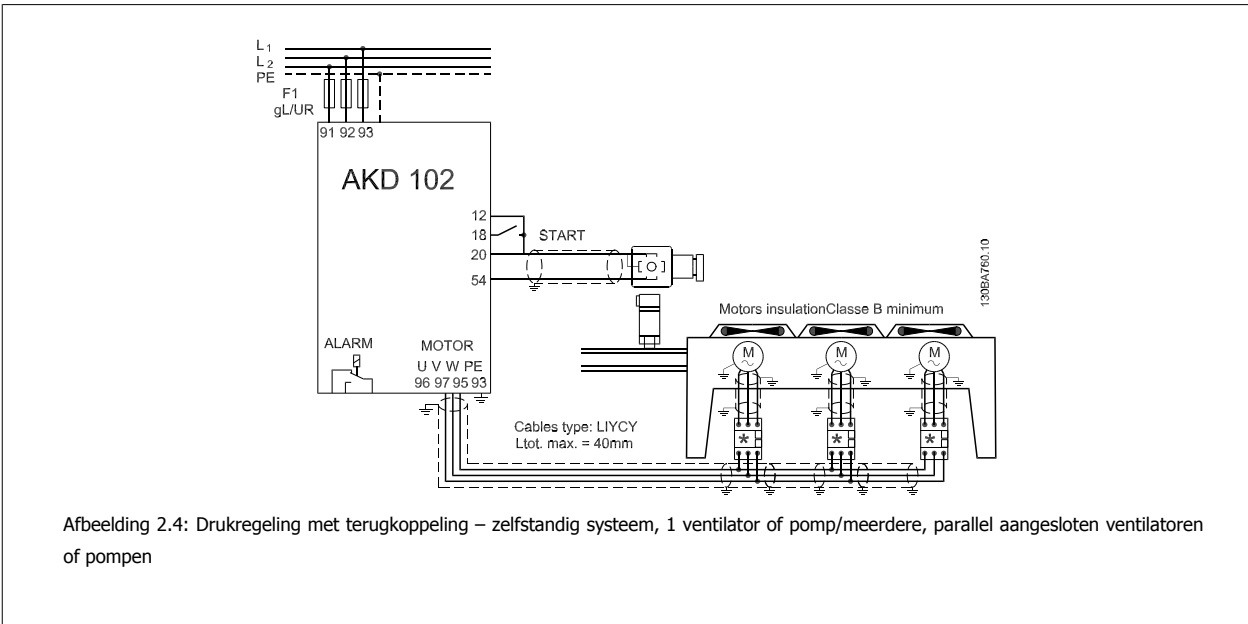 L1
L2
PE
F1
gL/UR
91 92 93
AKD 102
12
18
START
20
54
130BA760.10
Motors insulationClasse B minimum
ALARM
MOTOR
M
M
M
U V W PE
96 97 95 93
Cables type: LIYCY
Ltot. max. = 40mm
*
*
*
Afbeelding 2.4: Drukregeling met terugkoppeling – zelfstandig systeem, 1 ventilator of pomp/meerdere, parallel aangesloten ventilatoren
of pompen